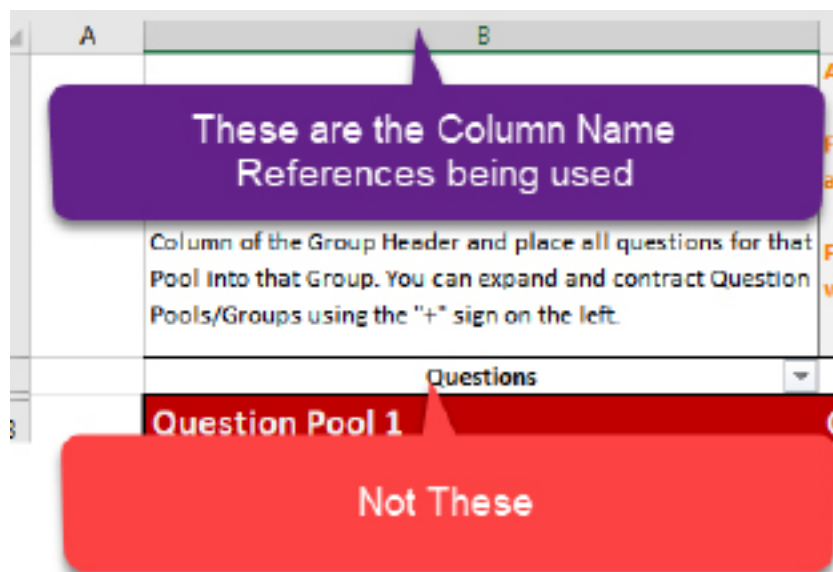 A B
These are the Column Name
References being used
Column of the Group Header and place all questions for that
Pool into that Group. You can expand and contract Question
Pools/Groups using the "+" sign on the left.
Questions
Question Pool 1
Not These